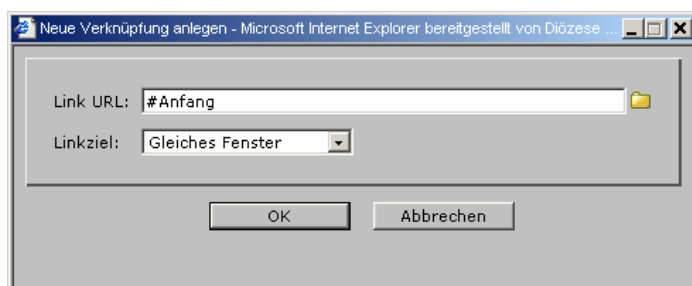 Neue Verknüpfung anlegen - Microsoft Internet Explorer bereitgestellt von Diözese ...
Link URL: #Anfang
Linkziel: Gleiches Fenster
OK Abbrechen